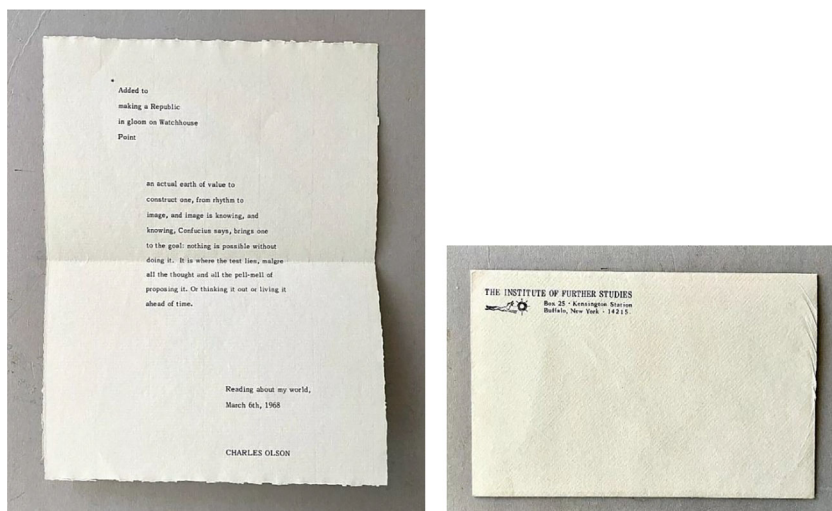 *
Added to
making a Republic
in gloom on Watchhouse
Point
an actual earth of value to
construct one, from rhythm to
image, and image is knowing, and
knowing, Confucius says, brings one
to the goal: nothing is possible without
doing it. It is where the test lies, malgre
all the thought and all the pell-mell of
proposing it. Or thinking it out or living it
ahead of time.
Reading about my world,
March 6th, 1968
CHARLES OLSON
THE INSTITUTE OF FURTHER STUDIES
Box 25 · Kensington Station
Buffalo, New York · 14215